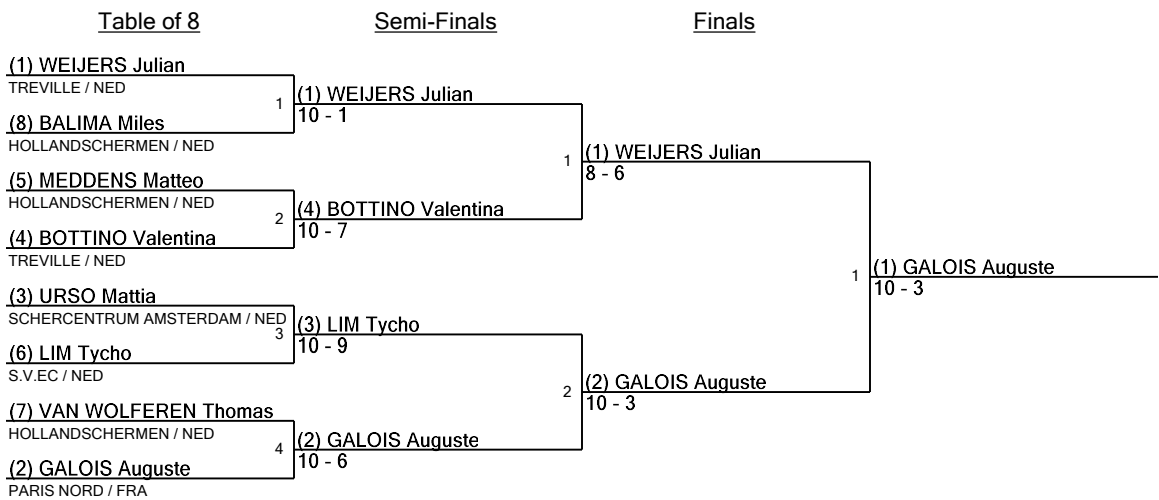 Table of 8 Semi-Finals Finals
(1) WEIJERS Julian
TREVILLE / NED
1
(1) WEIJERS Julian
10 - 1
(8) BALIMA Miles
HOLLANDSCHERMEN / NED
1
(1) WEIJERS Julian
8 - 6
(5) MEDDENS Matteo
HOLLANDSCHERMEN / NED
2
(4) BOTTINO Valentina
10 - 7
(4) BOTTINO Valentina
TREVILLE / NED
1
(1) GALOIS Auguste
10 - 3
(3) URSO Mattia
SCHERCENTRUM AMSTERDAM / NED
3
(3) LIM Tycho
10 - 9
(6) LIM Tycho
S.V.EC / NED
2
(2) GALOIS Auguste
10 - 3
(7) VAN WOLFEREN Thomas
HOLLANDSCHERMEN / NED
4
(2) GALOIS Auguste
10 - 6
(2) GALOIS Auguste
PARIS NORD / FRA